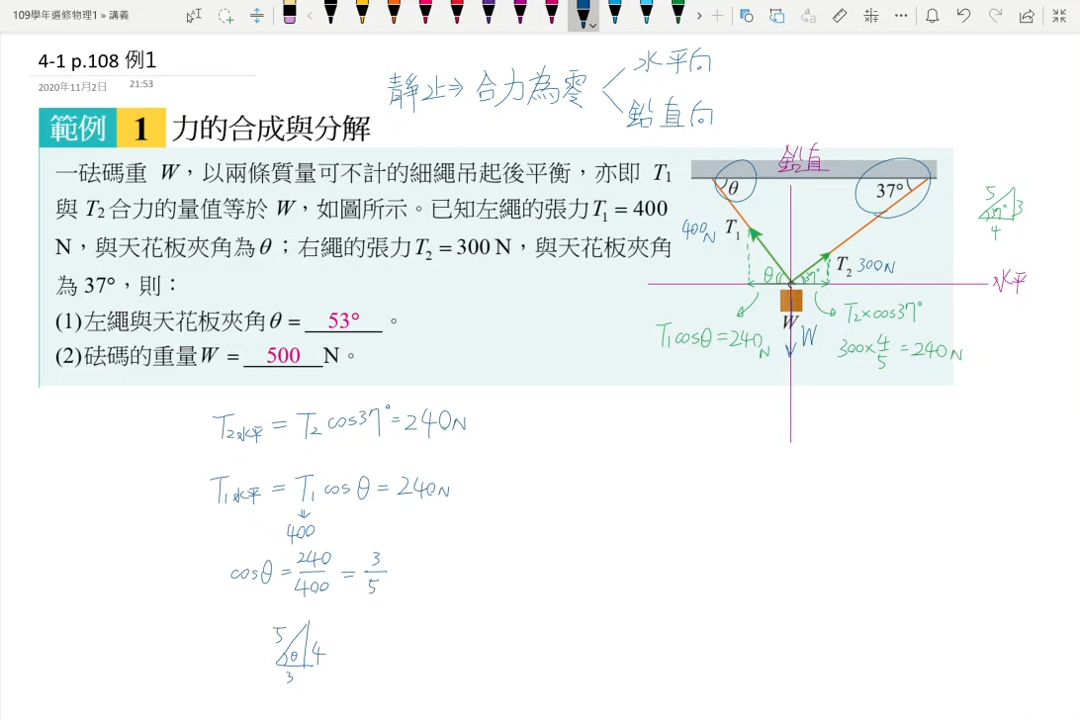 109學年選修物理1 » 講義
4-1 p.108 例1
2020年11月2日 21:53
靜止⇒合力為零
水平向
鉛直向
範例 1 力的合成與分解
一砝碼重 W，以兩條質量可不計的細繩吊起後平衡，亦即 T₁
與 T₂ 合力的量值等於 W，如圖所示。已知左繩的張力 T₁ = 400
N，與天花板夾角為 θ；右繩的張力 T₂ = 300 N，與天花板夾角
為 37°，則：
(1)左繩與天花板夾角 θ = 53° 。
(2)砝碼的重量 W = 500 N。
鉛直
θ
37°
400N T₁
T₂ 300N
θ
37°
水平
W
W
T₁cosθ=240N
T₂×cos37°
300×4/5=240N
5
37°
3
4
T₂水平 = T₂ cos37°=240N
T₁水平 = T₁ cosθ=240N
⇓
400
cosθ = 240/400 = 3/5
5
θ
4
3